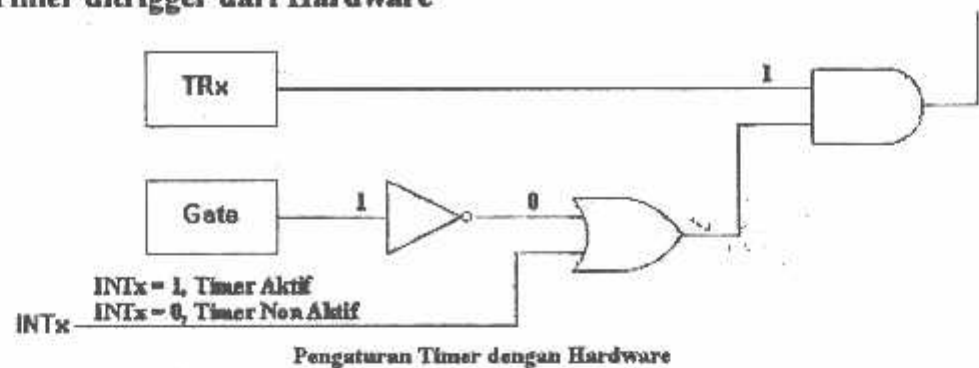 Timer ditrigger dari Hardware
TRx
1
Gate
1
0
INTx = 1, Timer Aktif
INTx = 0, Timer Non Aktif
INTx
Pengaturan Timer dengan Hardware